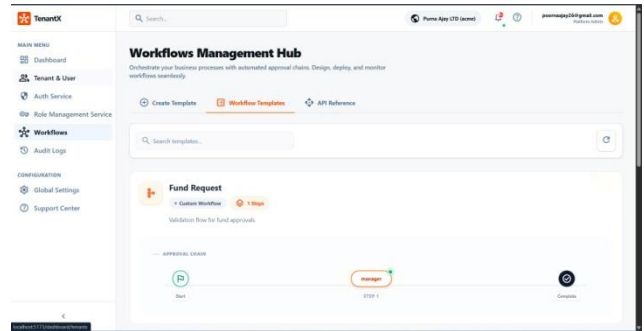 TenantX
Search..
Purna Ajay LTD (acme)
Platform Admin
MAIN MENU
Dashboard
Tenant & User
Auth Service
Role Management Service
Workflows
Audit Logs
CONFIGURATION
Global Settings
Support Center
Workflows Management Hub
Orchestrate your business processes with automated approval chains. Design, deploy, and monitor
workflows seamlessly.
Create Template
Workflow Templates
API Reference
Search templates..
Fund Request
Custom Workflow
1 Steps
Validation flow for fund approvals.
APPROVAL CHAIN
Start
manager
STEP 1
Complete
localhost:5173/dashboard/tenants